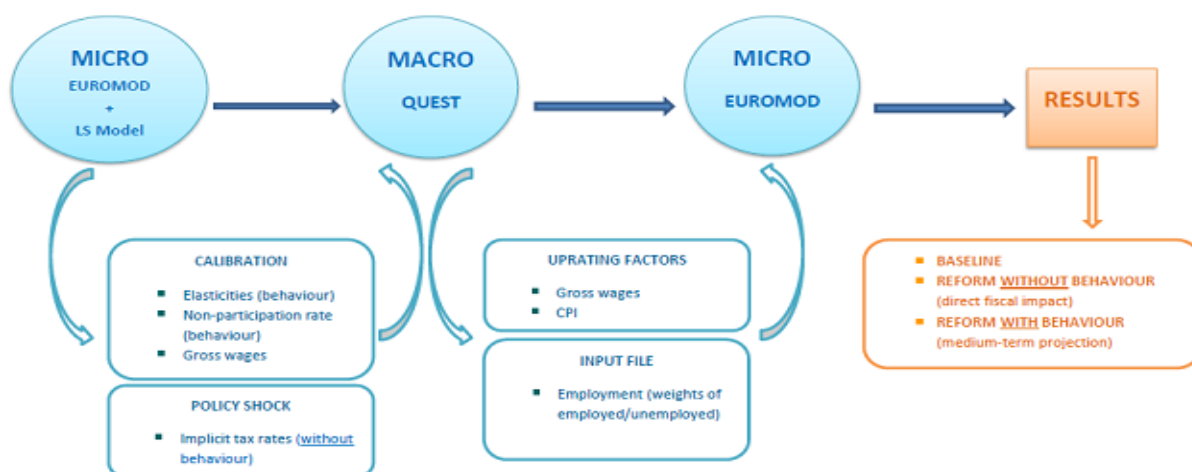 MICRO
EUROMOD
+
LS Model
MACRO
QUEST
MICRO
EUROMOD
RESULTS
CALIBRATION
Elasticities (behaviour)
Non-participation rate
(behaviour)
Gross wages
POLICY SHOCK
Implicit tax rates (without
behaviour)
UPRATING FACTORS
Gross wages
CPI
INPUT FILE
Employment (weights of
employed/unemployed)
BASELINE
REFORM WITHOUT BEHAVIOUR
(direct fiscal impact)
REFORM WITH BEHAVIOUR
(medium-term projection)